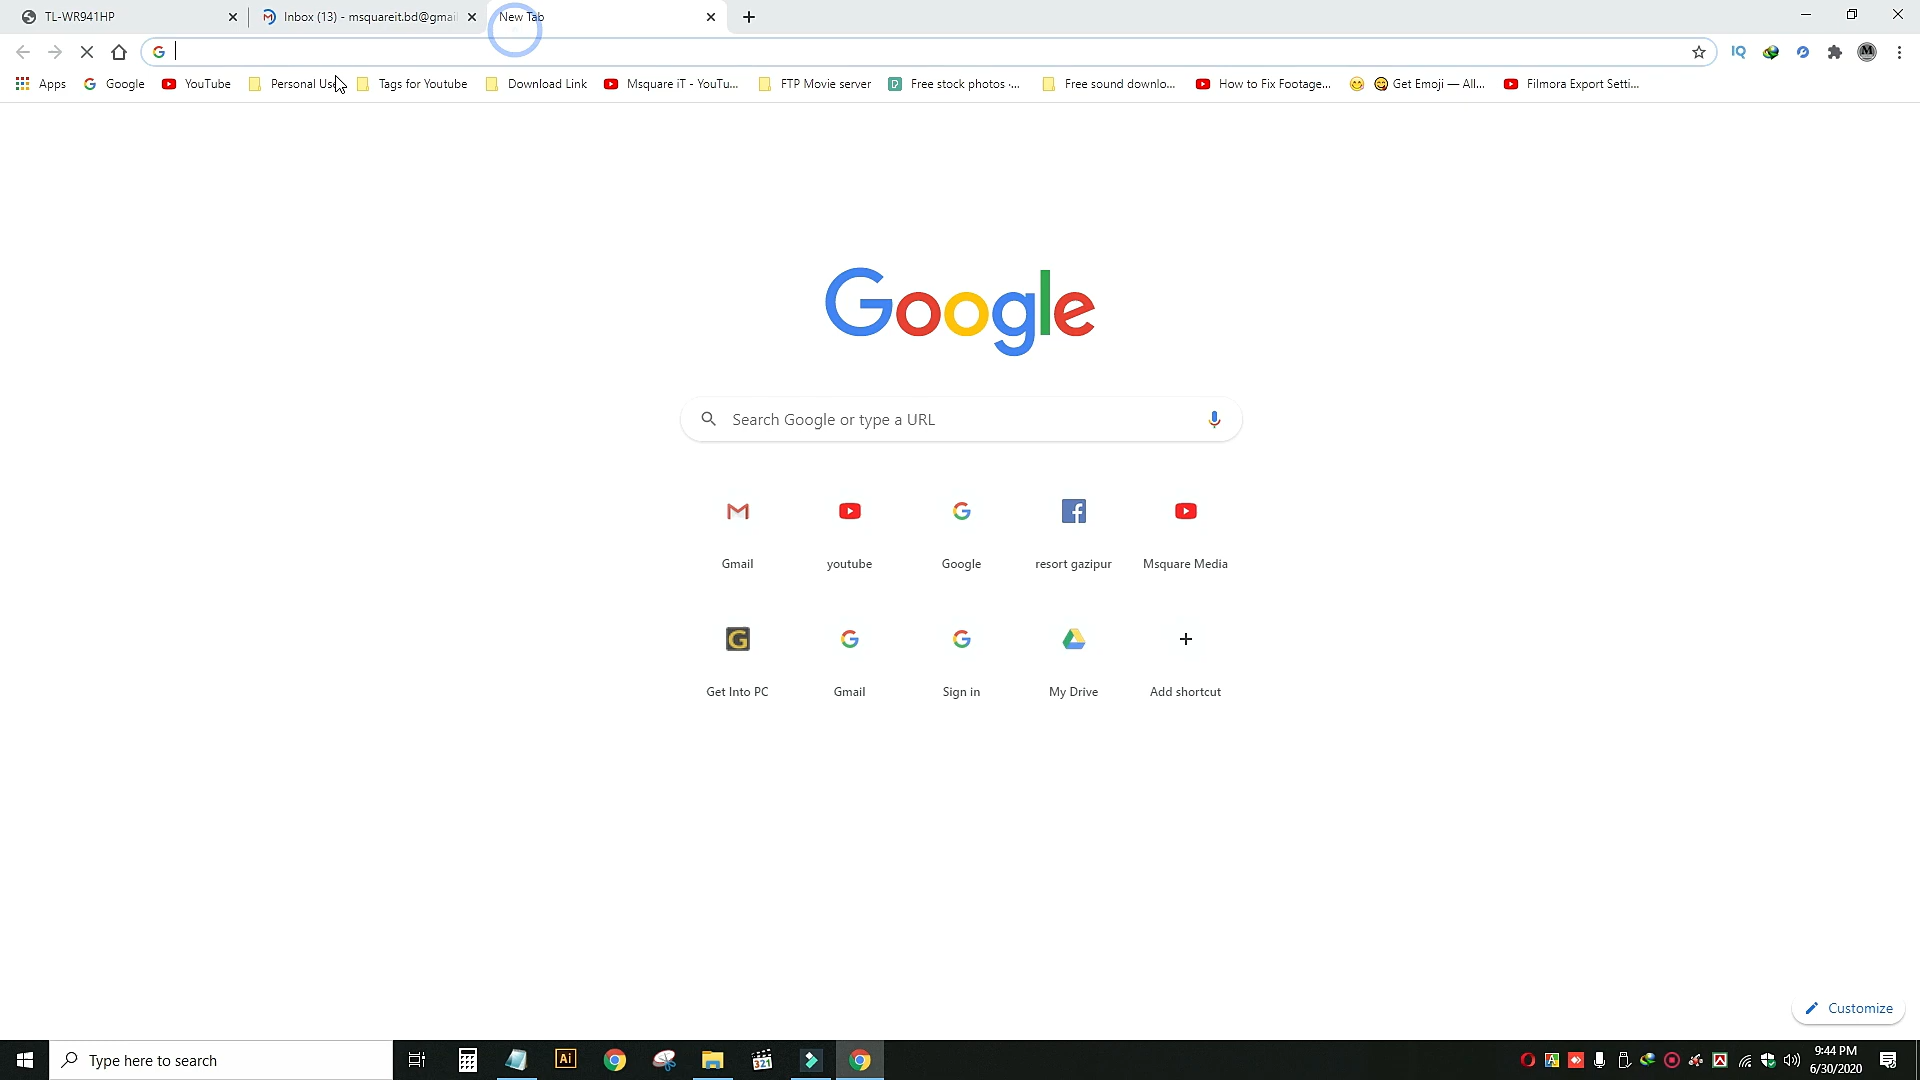 TL-WR941HP
Inbox (13) - msquareit.bd@gmai
New Tab
Apps
Google
YouTube
Personal Use
Tags for Youtube
Download Link
Msquare iT - YouTu...
FTP Movie server
Free stock photos ·...
Free sound downlo...
How to Fix Footage...
Get Emoji — All...
Filmora Export Setti...
Google
Search Google or type a URL
Gmail
youtube
Google
resort gazipur
Msquare Media
Get Into PC
Gmail
Sign in
My Drive
Add shortcut
Customize
Type here to search
9:44 PM
6/30/2020